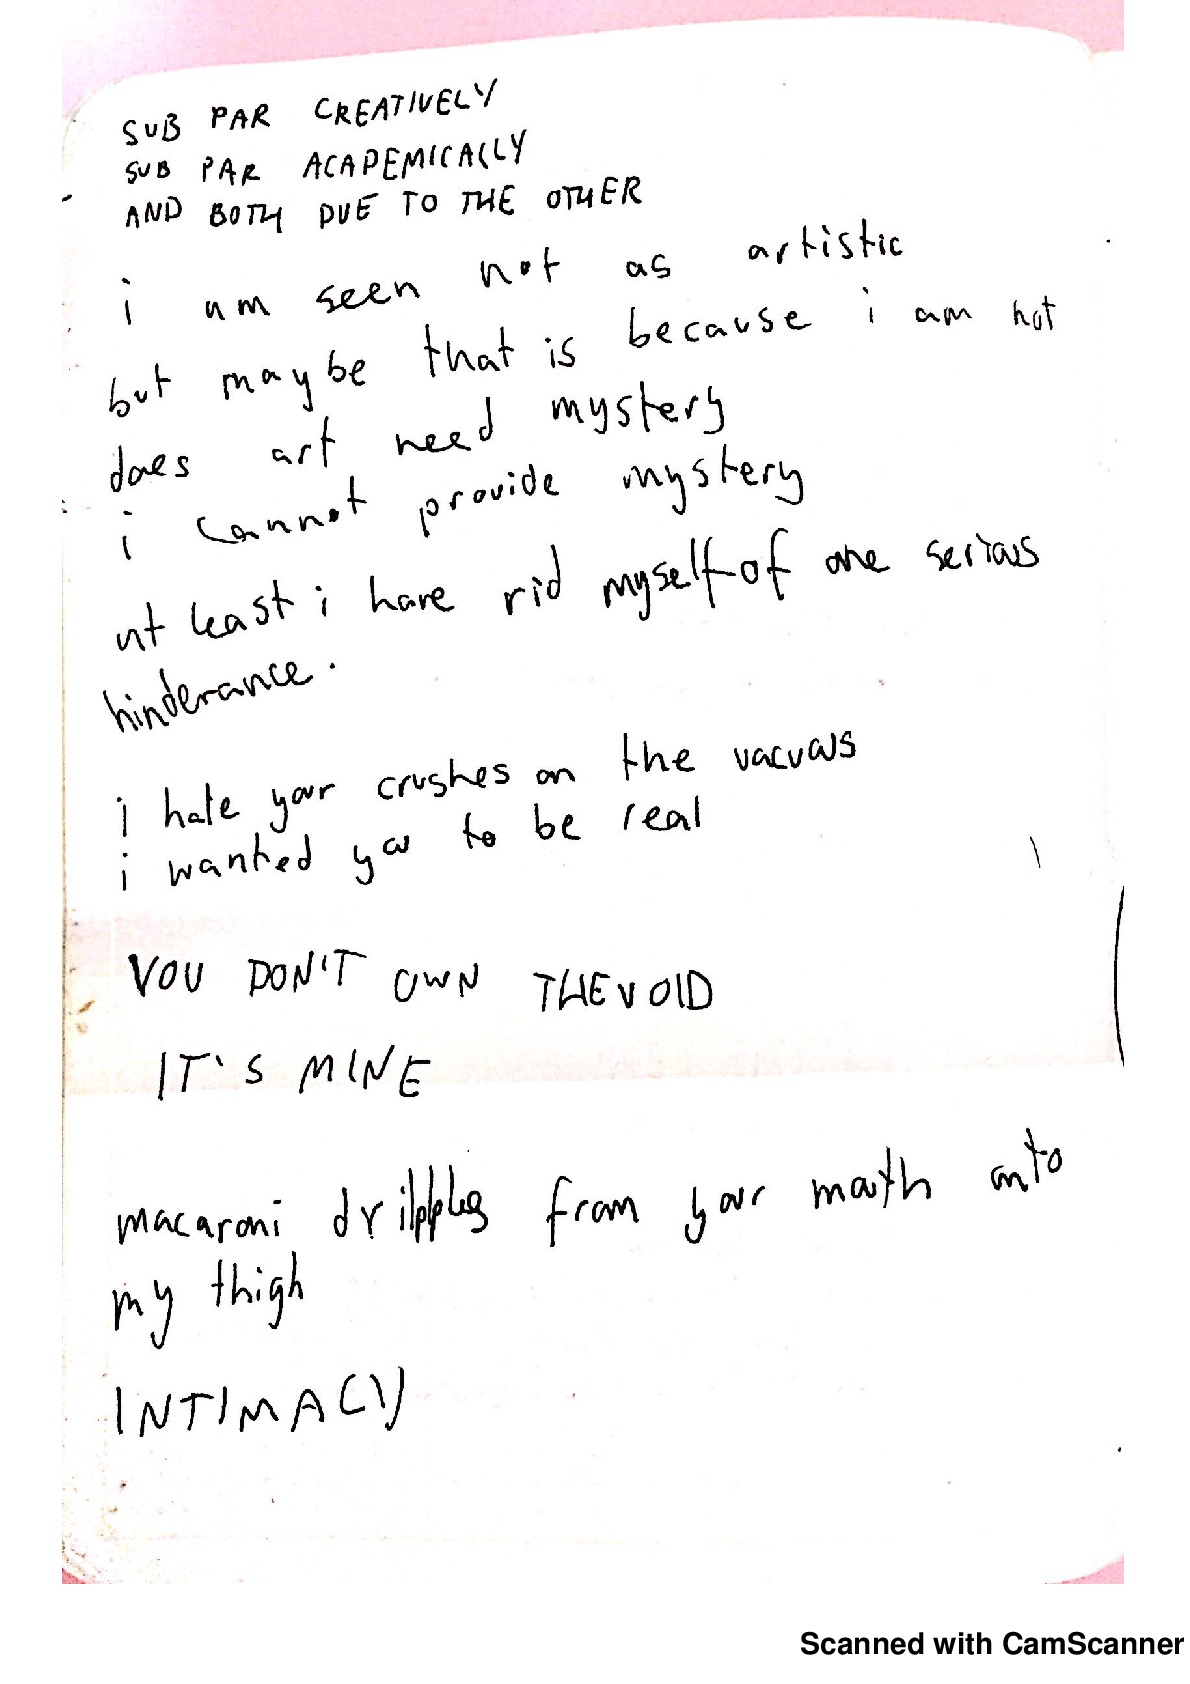 SUB PAR CREATIVELY
SUB PAR ACADEMICALLY
AND BOTH DUE TO THE OTHER
i am seen not as artistic
but maybe that is because i am not
does art need mystery
i cannot provide mystery
at least i have rid myself of one serious
hinderance.
i hate your crushes on the vacuous
i wanted you to be real
YOU DON'T OWN THE VOID
IT'S MINE
macaroni dribbles from your mouth onto
my thigh
INTIMACY
Scanned with CamScanner